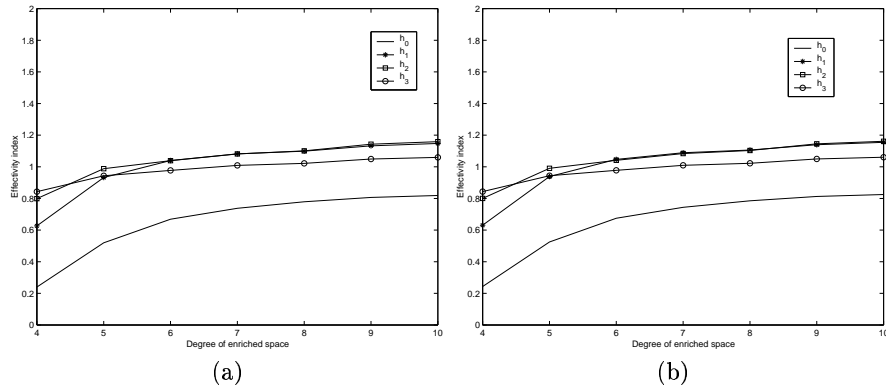 2
1.8
1.6
1.4
1.2
1
0.8
0.6
0.4
0.2
0
Effectivity index
4 5 6 7 8 9 10
Degree of enriched space
h0
h1
h2
h3
(a)
2
1.8
1.6
1.4
1.2
1
0.8
0.6
0.4
0.2
0
Effectivity index
4 5 6 7 8 9 10
Degree of enriched space
h0
h1
h2
h3
(b)